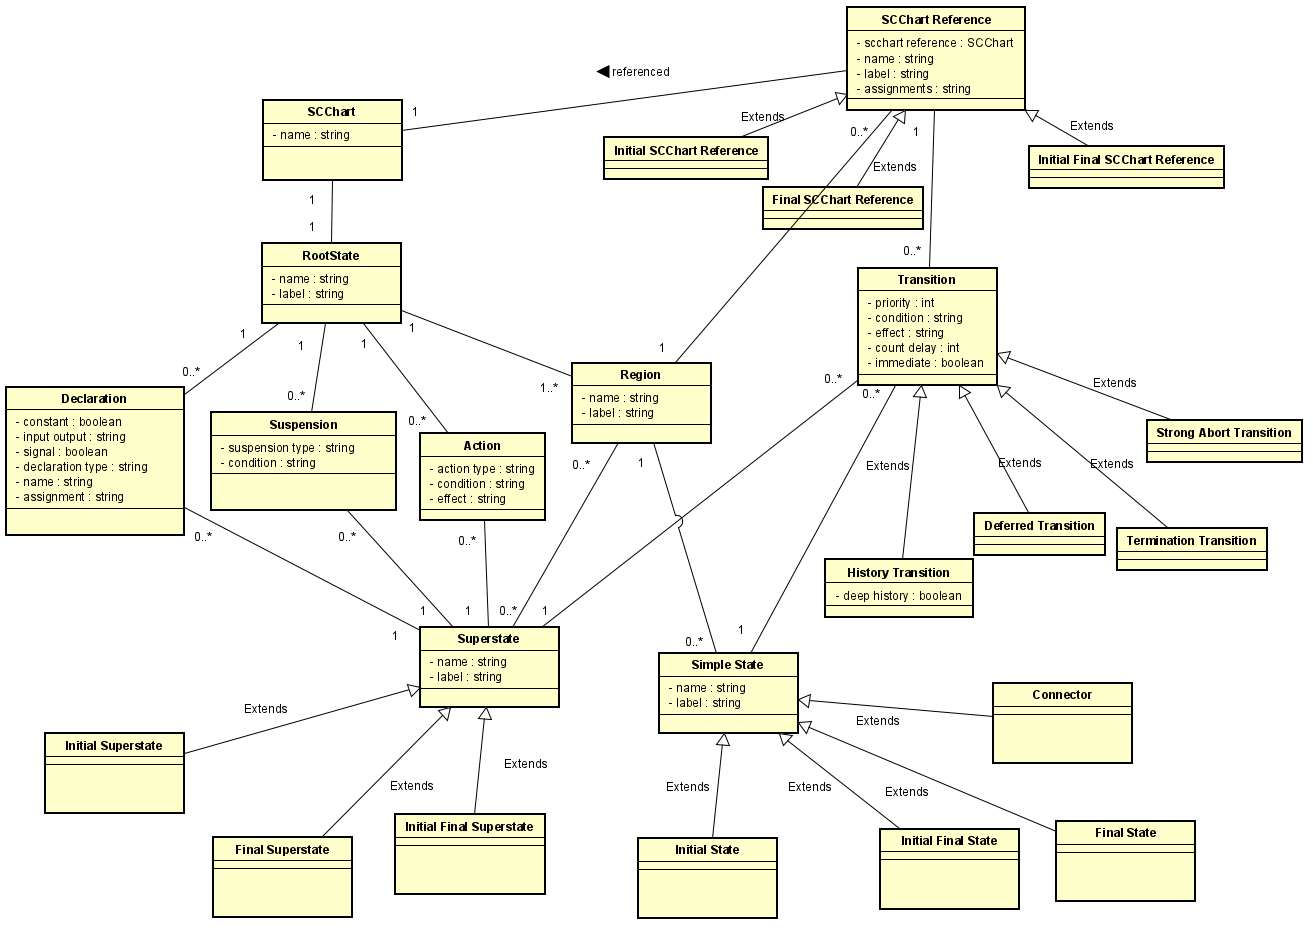 SCChart Reference
- scchart reference : SCChart
- name : string
- label : string
- assignments : string
referenced
SCChart
- name : string
1
Extends
Initial SCChart Reference
0..*
1
Extends
Initial Final SCChart Reference
Extends
Final SCChart Reference
1
1
RootState
- name : string
- label : string
0..*
Transition
- priority : int
- condition : string
- effect : string
- count delay : int
- immediate : boolean
1
1
1
1
1
Region
- name : string
- label : string
0..*
0..*
0..*
0..*
1..*
0..*
Extends
Declaration
- constant : boolean
- input output : string
- signal : boolean
- declaration type : string
- name : string
- assignment : string
Suspension
- suspension type : string
- condition : string
Action
- action type : string
- condition : string
- effect : string
Strong Abort Transition
0..*
1
Extends
Extends
Extends
0..*
0..*
0..*
Deferred Transition
Termination Transition
History Transition
- deep history : boolean
1
1
0..*
1
1
0..*
1
Superstate
- name : string
- label : string
Simple State
- name : string
- label : string
Connector
Extends
Extends
Initial Superstate
Extends
Extends
Extends
Extends
Extends
Final Superstate
Initial Final Superstate
Initial State
Initial Final State
Final State